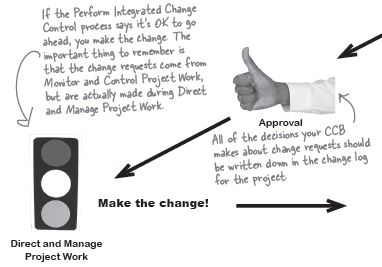 If the Perform Integrated Change
Control process says it's OK to go
ahead, you make the change. The
important thing to remember is
that the change requests come from
Monitor and Control Project Work,
but are actually made during Direct
and Manage Project Work.
Approval
All of the decisions your CCB
makes about change requests should
be written down in the change log
for the project
Make the change!
Direct and Manage
Project Work